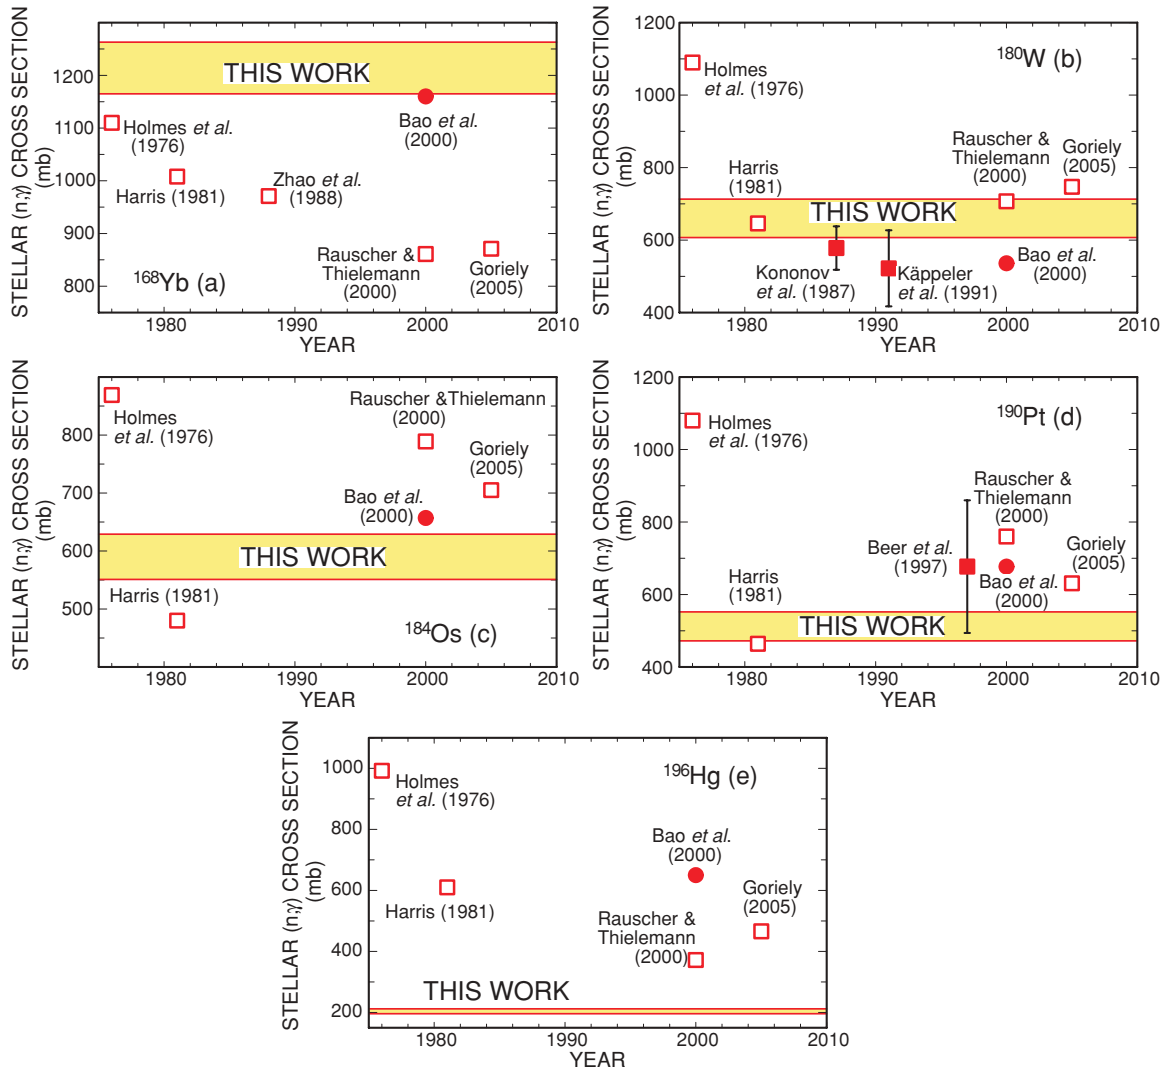 STELLAR (n,γ) CROSS SECTION
(mb)
1200
1100
1000
900
800
THIS WORK
Bao et al.
(2000)
Holmes et al.
(1976)
Harris (1981)
Zhao et al.
(1988)
Rauscher &
Thielemann
(2000)
Goriely
(2005)
168Yb (a)
1980
1990
2000
2010
YEAR
STELLAR (n,γ) CROSS SECTION
(mb)
1200
1000
800
600
400
180W (b)
Holmes
et al. (1976)
Rauscher &
Thielemann
(2000)
Goriely
(2005)
Harris
(1981)
THIS WORK
Kononov
et al. (1987)
Käppeler
et al. (1991)
Bao et al.
(2000)
1980
1990
2000
2010
YEAR
STELLAR (n,γ) CROSS SECTION
(mb)
800
700
600
500
Holmes
et al. (1976)
Rauscher &Thielemann
(2000)
Goriely
(2005)
Bao et al.
(2000)
THIS WORK
Harris (1981)
184Os (c)
1980
1990
2000
2010
YEAR
STELLAR (n,γ) CROSS SECTION
(mb)
1200
1000
800
600
400
190Pt (d)
Holmes
et al. (1976)
Rauscher &
Thielemann
(2000)
Beer et al.
(1997)
Goriely
(2005)
Bao et al.
(2000)
Harris
(1981)
THIS WORK
1980
1990
2000
2010
YEAR
STELLAR (n,γ) CROSS SECTION
(mb)
1000
800
600
400
200
196Hg (e)
Holmes
et al. (1976)
Bao et al.
(2000)
Harris (1981)
Goriely
(2005)
Rauscher &
Thielemann
(2000)
THIS WORK
1980
1990
2000
2010
YEAR